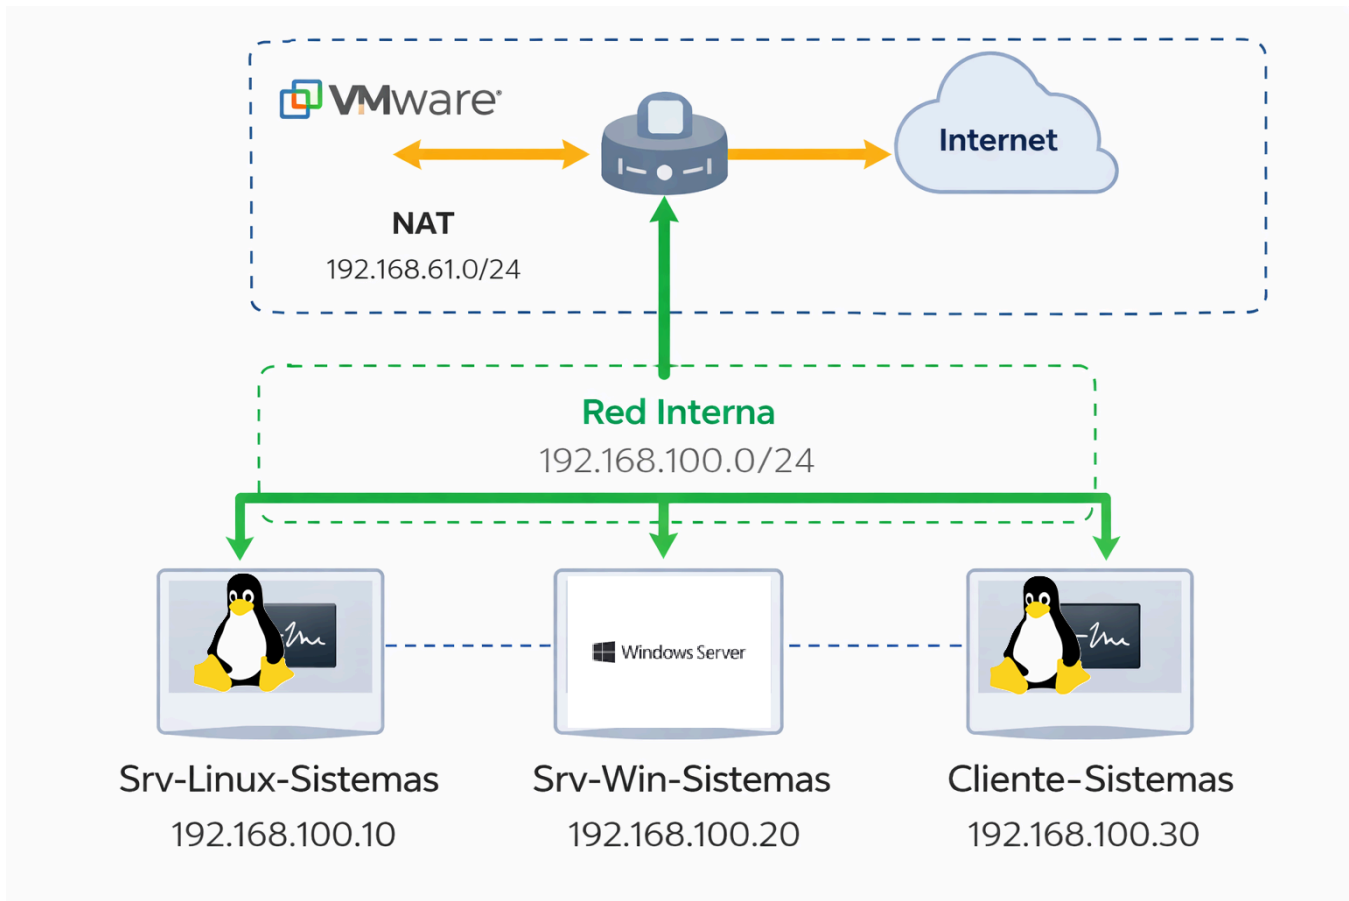 VMware®
Internet
NAT
192.168.61.0/24
Red Interna
192.168.100.0/24
Windows Server
Srv-Linux-Sistemas
Srv-Win-Sistemas
Cliente-Sistemas
192.168.100.10
192.168.100.20
192.168.100.30